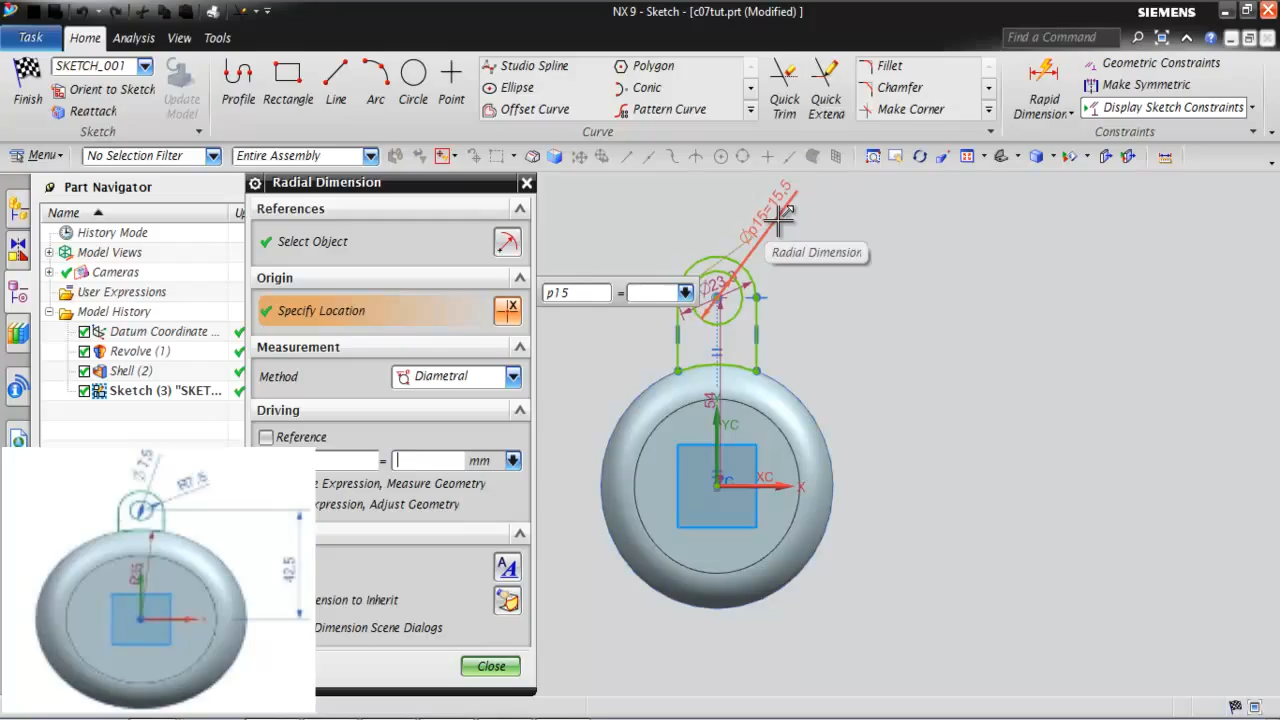 NX 9 - Sketch - [c07tut.prt (Modified) ]
SIEMENS
Task
Home
Analysis
View
Tools
Find a Command
SKETCH_001
Finish
Orient to Sketch
Reattach
Update Model
Sketch
Profile
Rectangle
Line
Arc
Circle
Point
Studio Spline
Ellipse
Offset Curve
Polygon
Conic
Pattern Curve
Curve
Quick Trim
Quick Extend
Fillet
Chamfer
Make Corner
Rapid Dimension
Geometric Constraints
Make Symmetric
Display Sketch Constraints
Constraints
Menu
No Selection Filter
Entire Assembly
Part Navigator
Name
History Mode
Model Views
Cameras
User Expressions
Model History
Datum Coordinate ...
Revolve (1)
Shell (2)
Sketch (3) "SKET...
Radial Dimension
References
Select Object
Origin
Specify Location
Measurement
Method
Diametral
Driving
Reference
=
mm
e Expression, Measure Geometry
xpression, Adjust Geometry
ension to Inherit
Dimension Scene Dialogs
Close
p15 =
Øp15=15,5
Radial Dimension
54
YC
XC
X
42,5